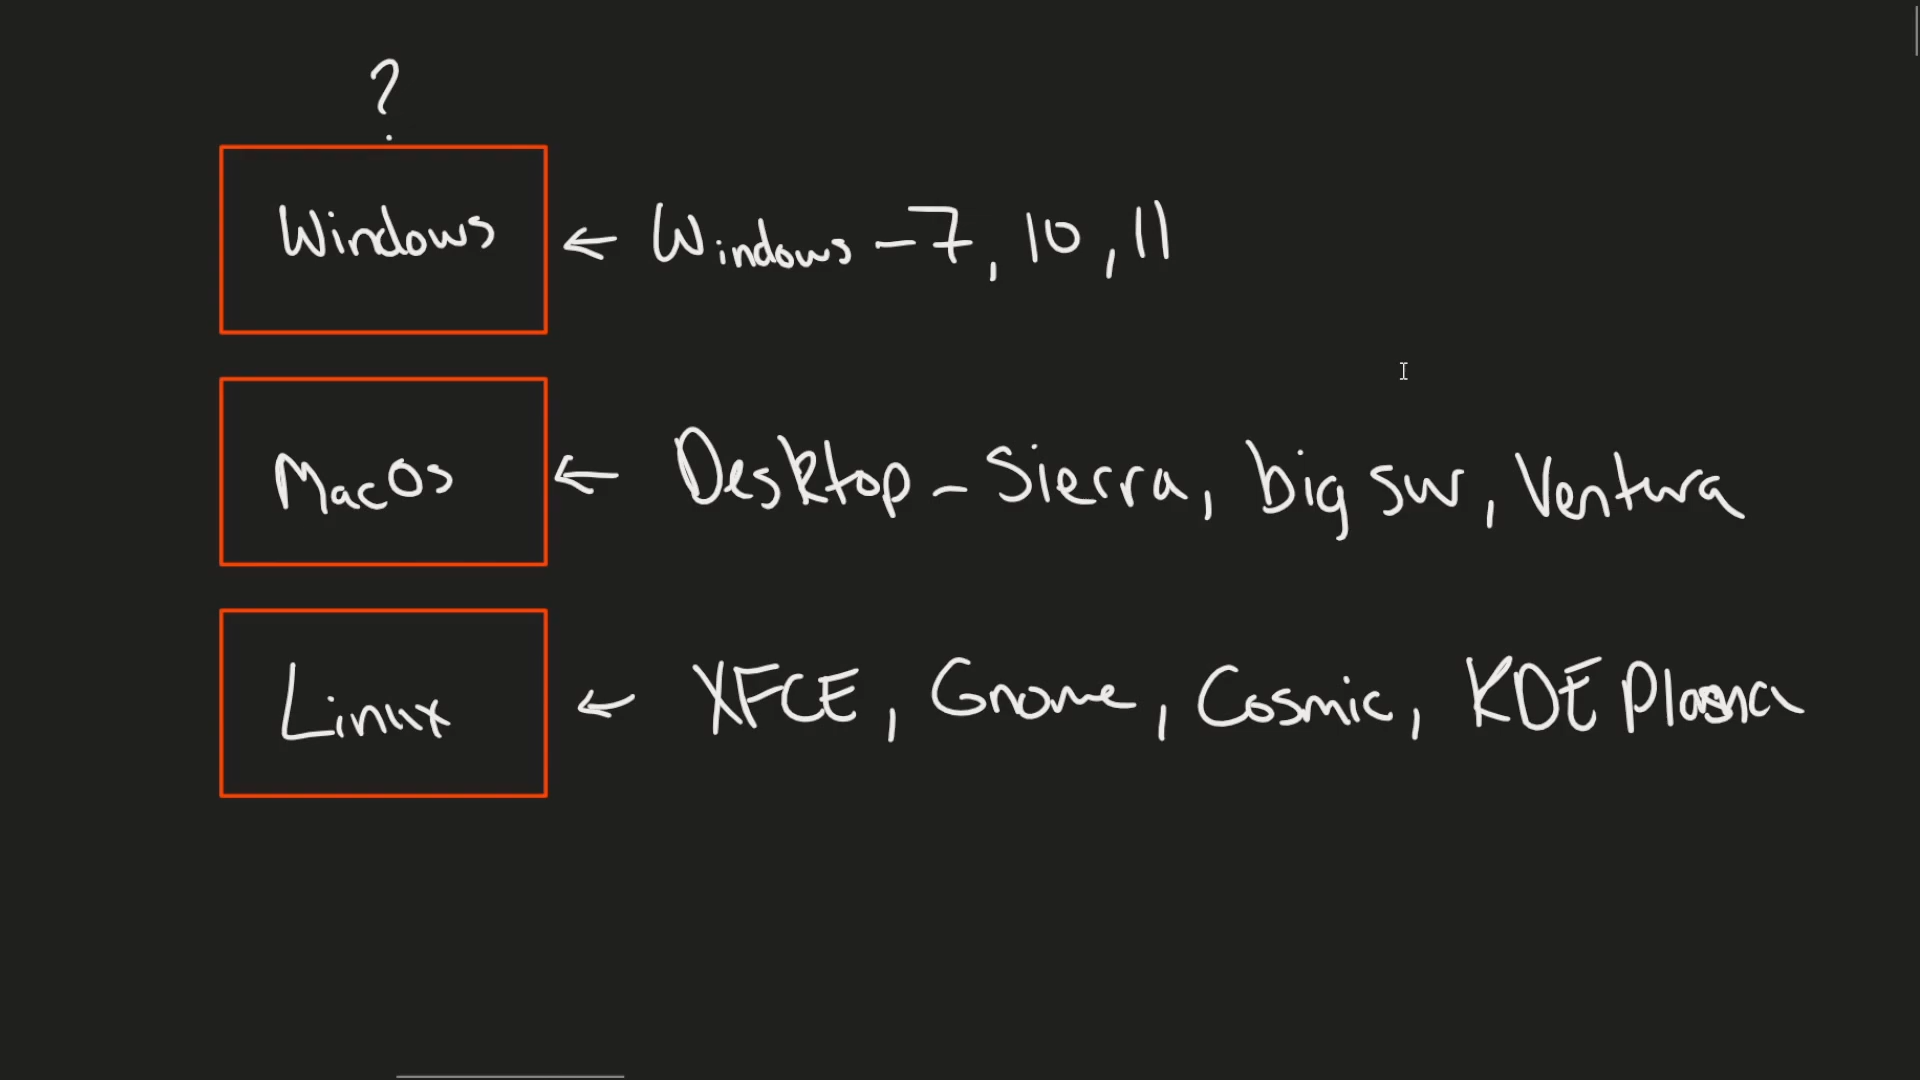 ?
Windows ← Windows - 7, 10, 11
MacOs ← Desktop - Sierra, big sur, Ventura
Linux ← XFCE, Gnome, Cosmic, KDE Plasma